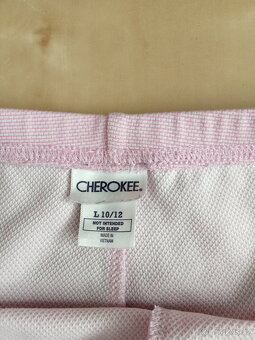 CHEROKEE.
L 10/12
NOT INTENDED
FOR SLEEP
MADE IN
VIETNAM